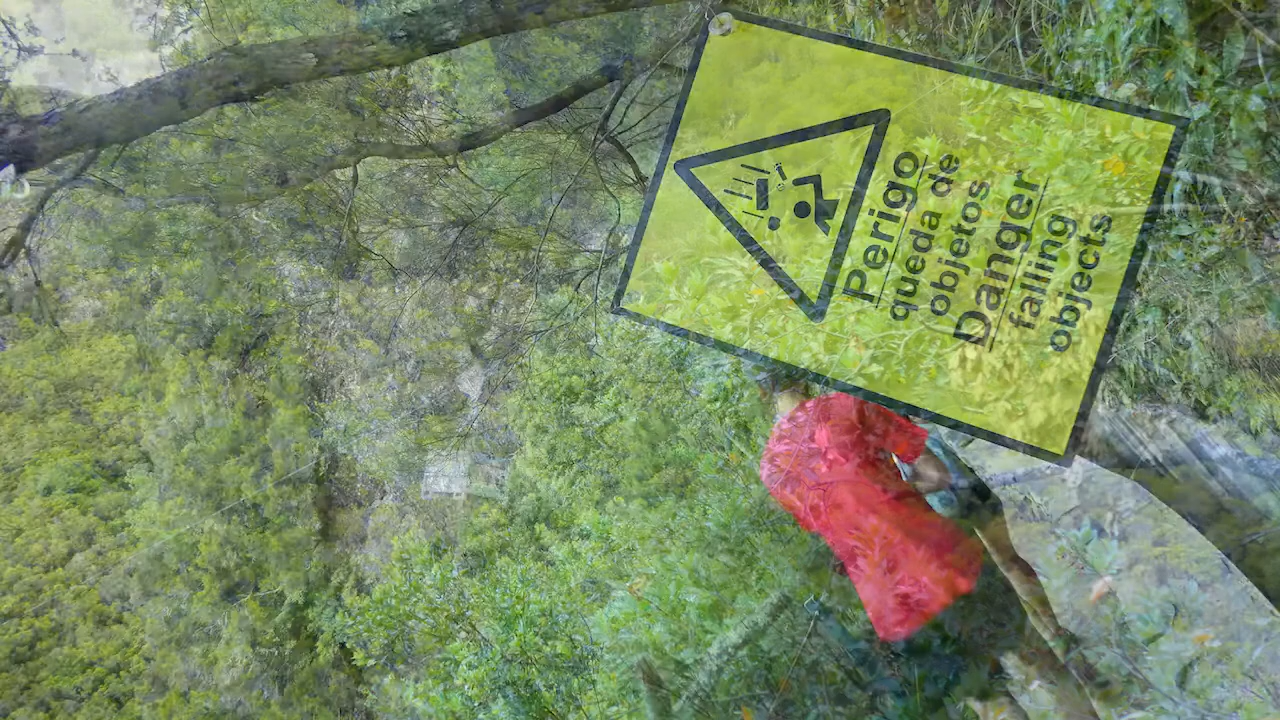 Perigo
queda de
objetos
Danger
falling
objects